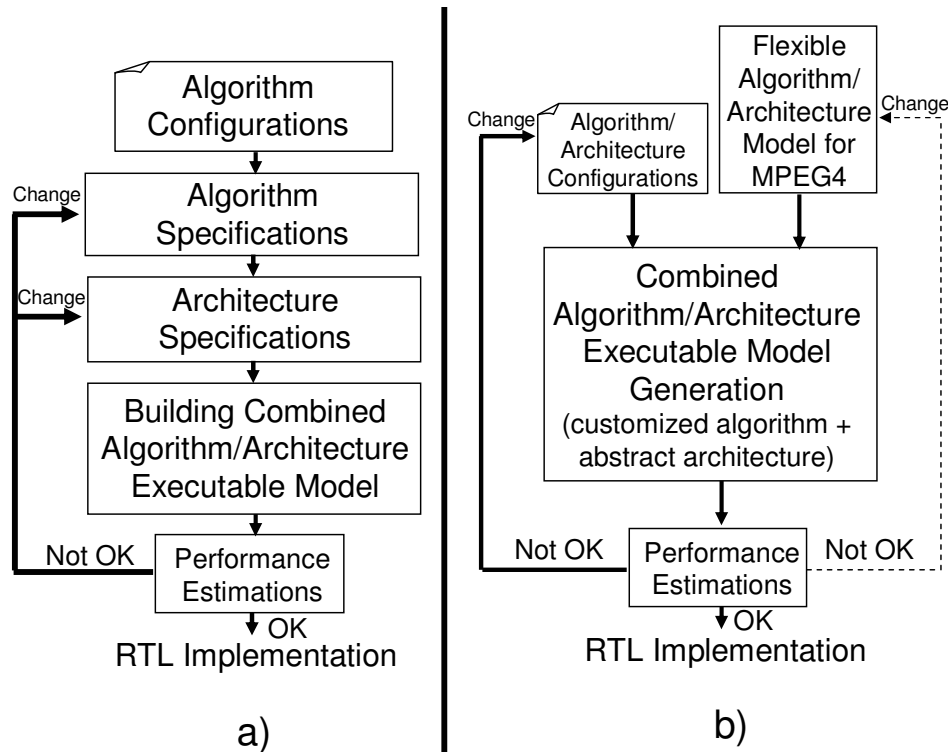 Algorithm
Configurations
Change
Algorithm
Specifications
Change
Architecture
Specifications
Building Combined
Algorithm/Architecture
Executable Model
Not OK
Performance
Estimations
OK
RTL Implementation
a)
Flexible
Algorithm/
Architecture
Model for
MPEG4
Change
Change
Algorithm/
Architecture
Configurations
Combined
Algorithm/Architecture
Executable Model
Generation
(customized algorithm +
abstract architecture)
Not OK
Performance
Estimations
Not OK
OK
RTL Implementation
b)